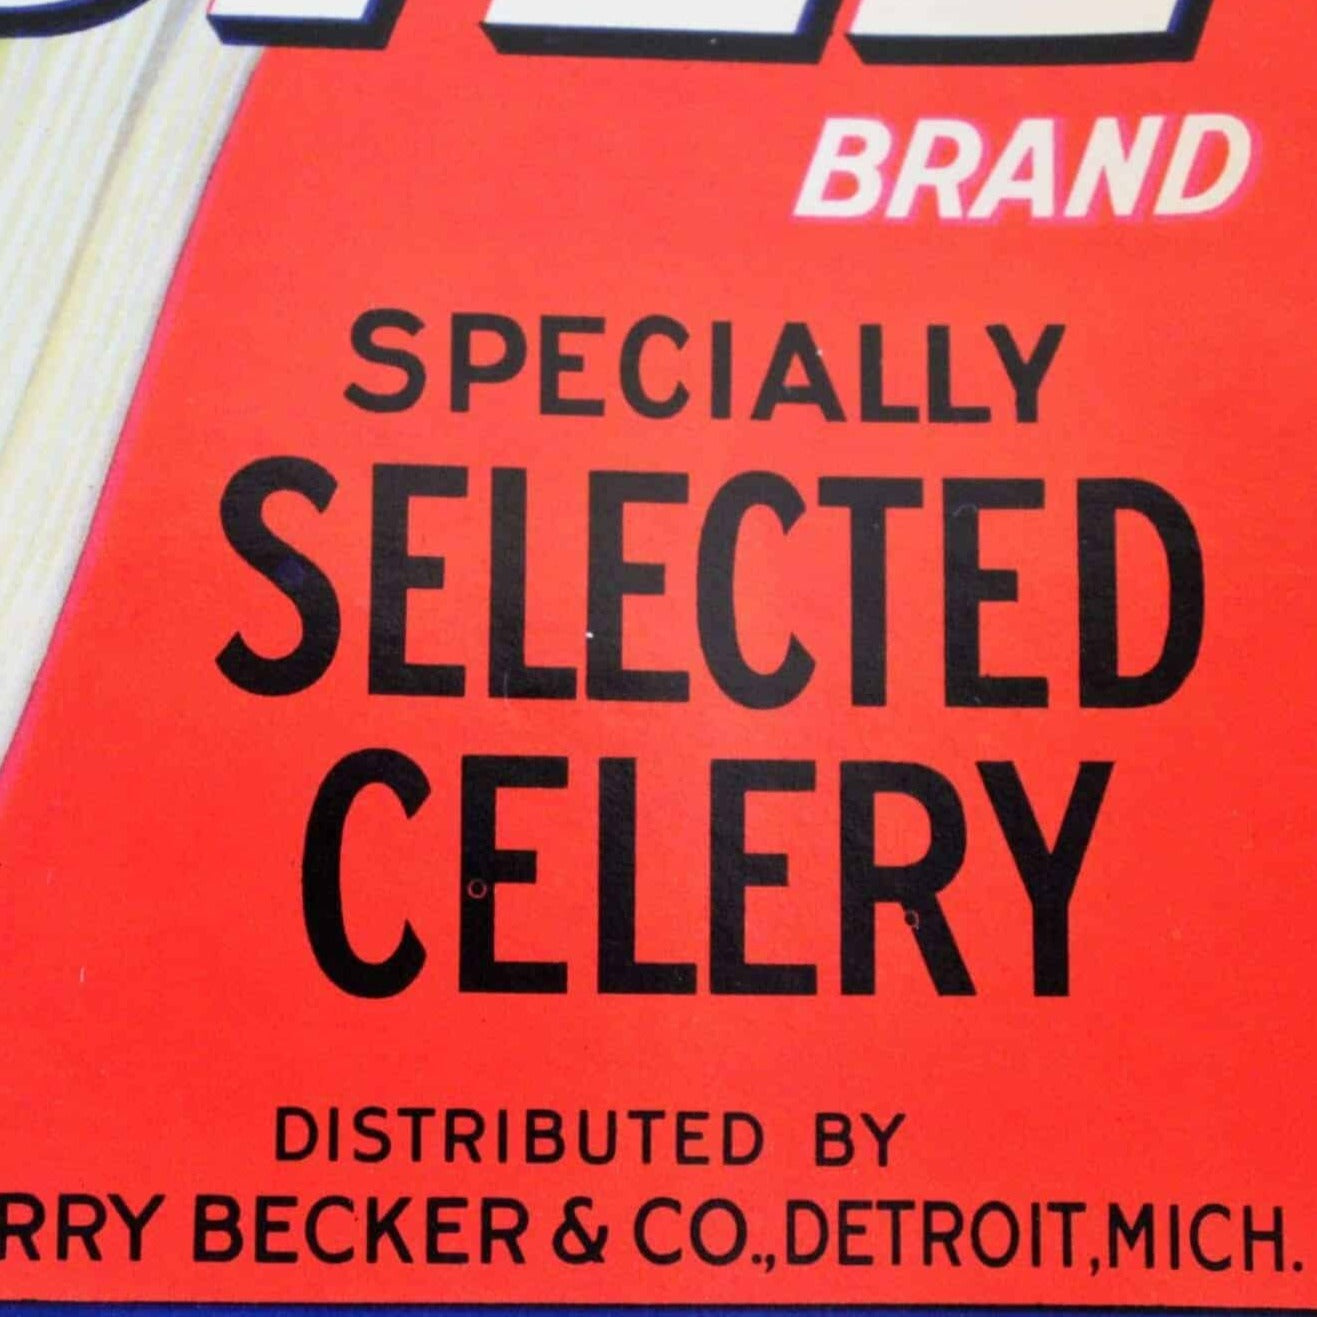 BRAND
SPECIALLY
SELECTED
CELERY
DISTRIBUTED BY
RRY BECKER & CO., DETROIT, MICH.